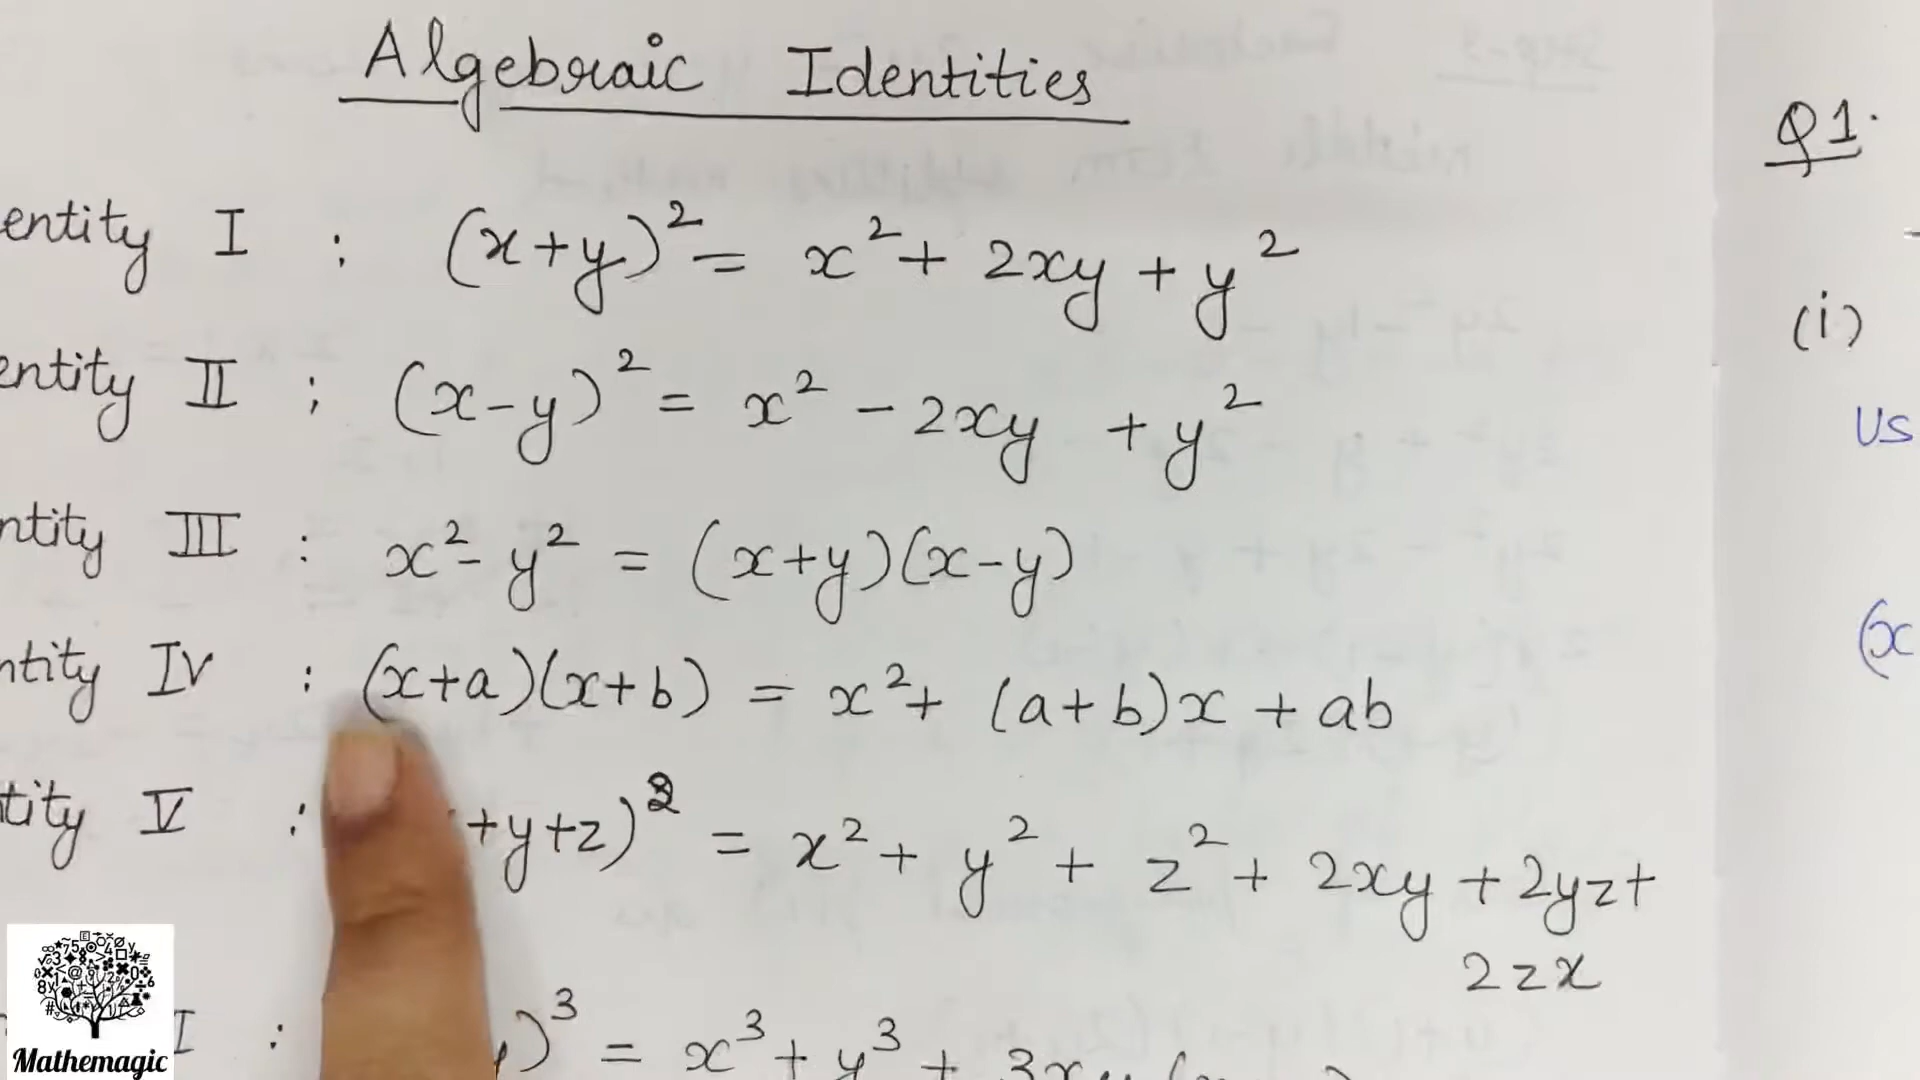 Algebraic Identities
entity I : (x+y)² = x² + 2xy + y²
entity II ; (x-y)² = x² - 2xy + y²
ntity III : x² - y² = (x+y)(x-y)
ntity IV : (x+a)(x+b) = x² + (a+b)x + ab
tity V : +y+z)² = x² + y² + z² + 2xy + 2yz +
2zx
I : )³ = x³ + y³ + 3x
Q1.
(i)
US
(x
Mathemagic